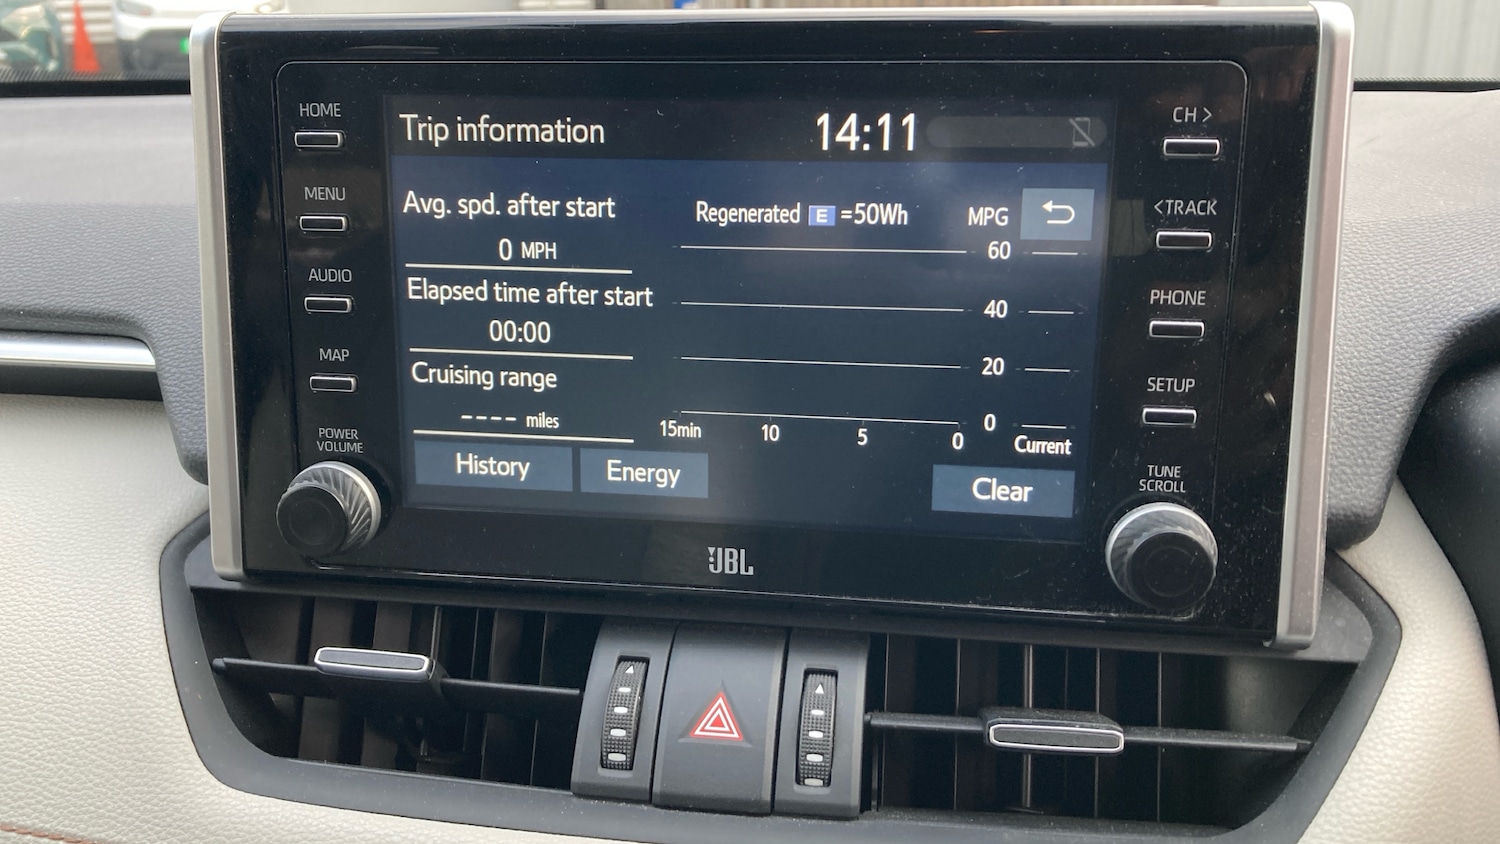 HOME
MENU
AUDIO
MAP
POWER
VOLUME
Trip information
14:11
Avg. spd. after start
0 MPH
Elapsed time after start
00:00
Cruising range
---- miles
History
Energy
Regenerated E =50Wh
MPG
60
40
20
0
15min 10 5 0
Current
Clear
CH >
<TRACK
PHONE
SETUP
TUNE
SCROLL
JBL